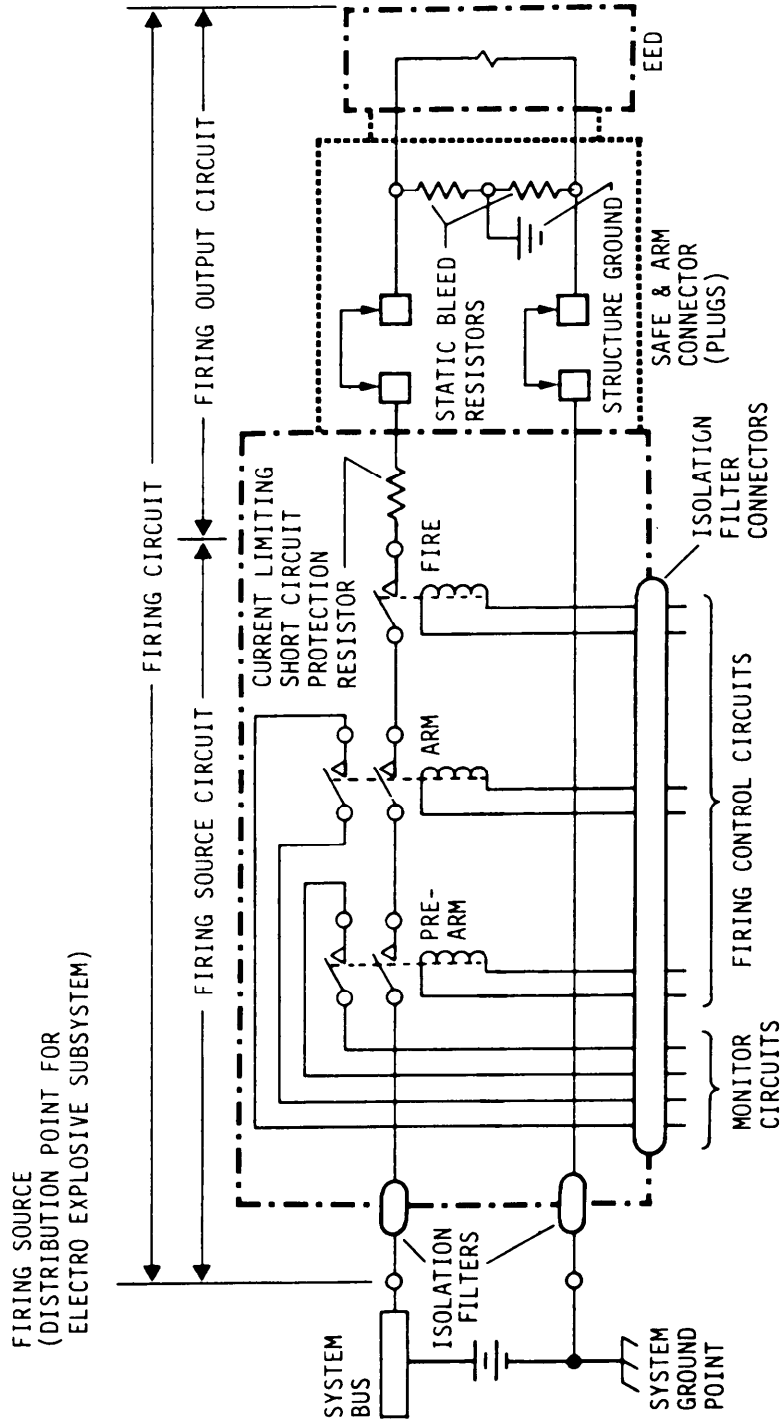 FIRING SOURCE
(DISTRIBUTION POINT FOR
ELECTRO EXPLOSIVE SUBSYSTEM)
FIRING CIRCUIT
FIRING SOURCE CIRCUIT
FIRING OUTPUT CIRCUIT
SYSTEM
BUS
ISOLATION
FILTERS
SYSTEM
GROUND
POINT
PRE-
ARM
ARM
FIRE
CURRENT LIMITING
SHORT CIRCUIT
PROTECTION
RESISTOR
STATIC BLEED
RESISTORS
STRUCTURE GROUND
SAFE & ARM
CONNECTOR
(PLUGS)
EED
MONITOR
CIRCUITS
FIRING CONTROL CIRCUITS
ISOLATION
FILTER
CONNECTORS